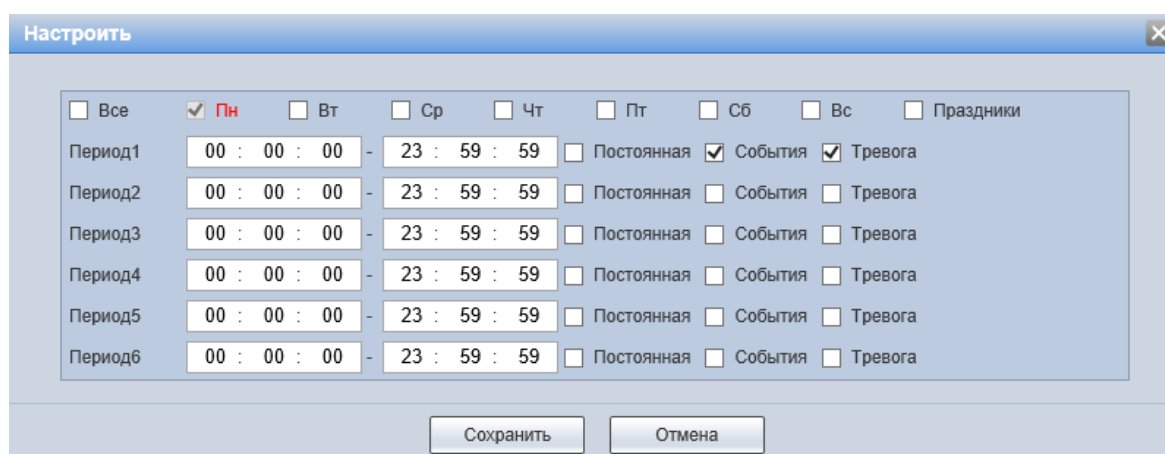 Настроить
Все Пн Вт Ср Чт Пт Сб Вс Праздники
Период1 00 : 00 : 00 - 23 : 59 : 59 Постоянная События Тревога
Период2 00 : 00 : 00 - 23 : 59 : 59 Постоянная События Тревога
Период3 00 : 00 : 00 - 23 : 59 : 59 Постоянная События Тревога
Период4 00 : 00 : 00 - 23 : 59 : 59 Постоянная События Тревога
Период5 00 : 00 : 00 - 23 : 59 : 59 Постоянная События Тревога
Период6 00 : 00 : 00 - 23 : 59 : 59 Постоянная События Тревога
Сохранить Отмена